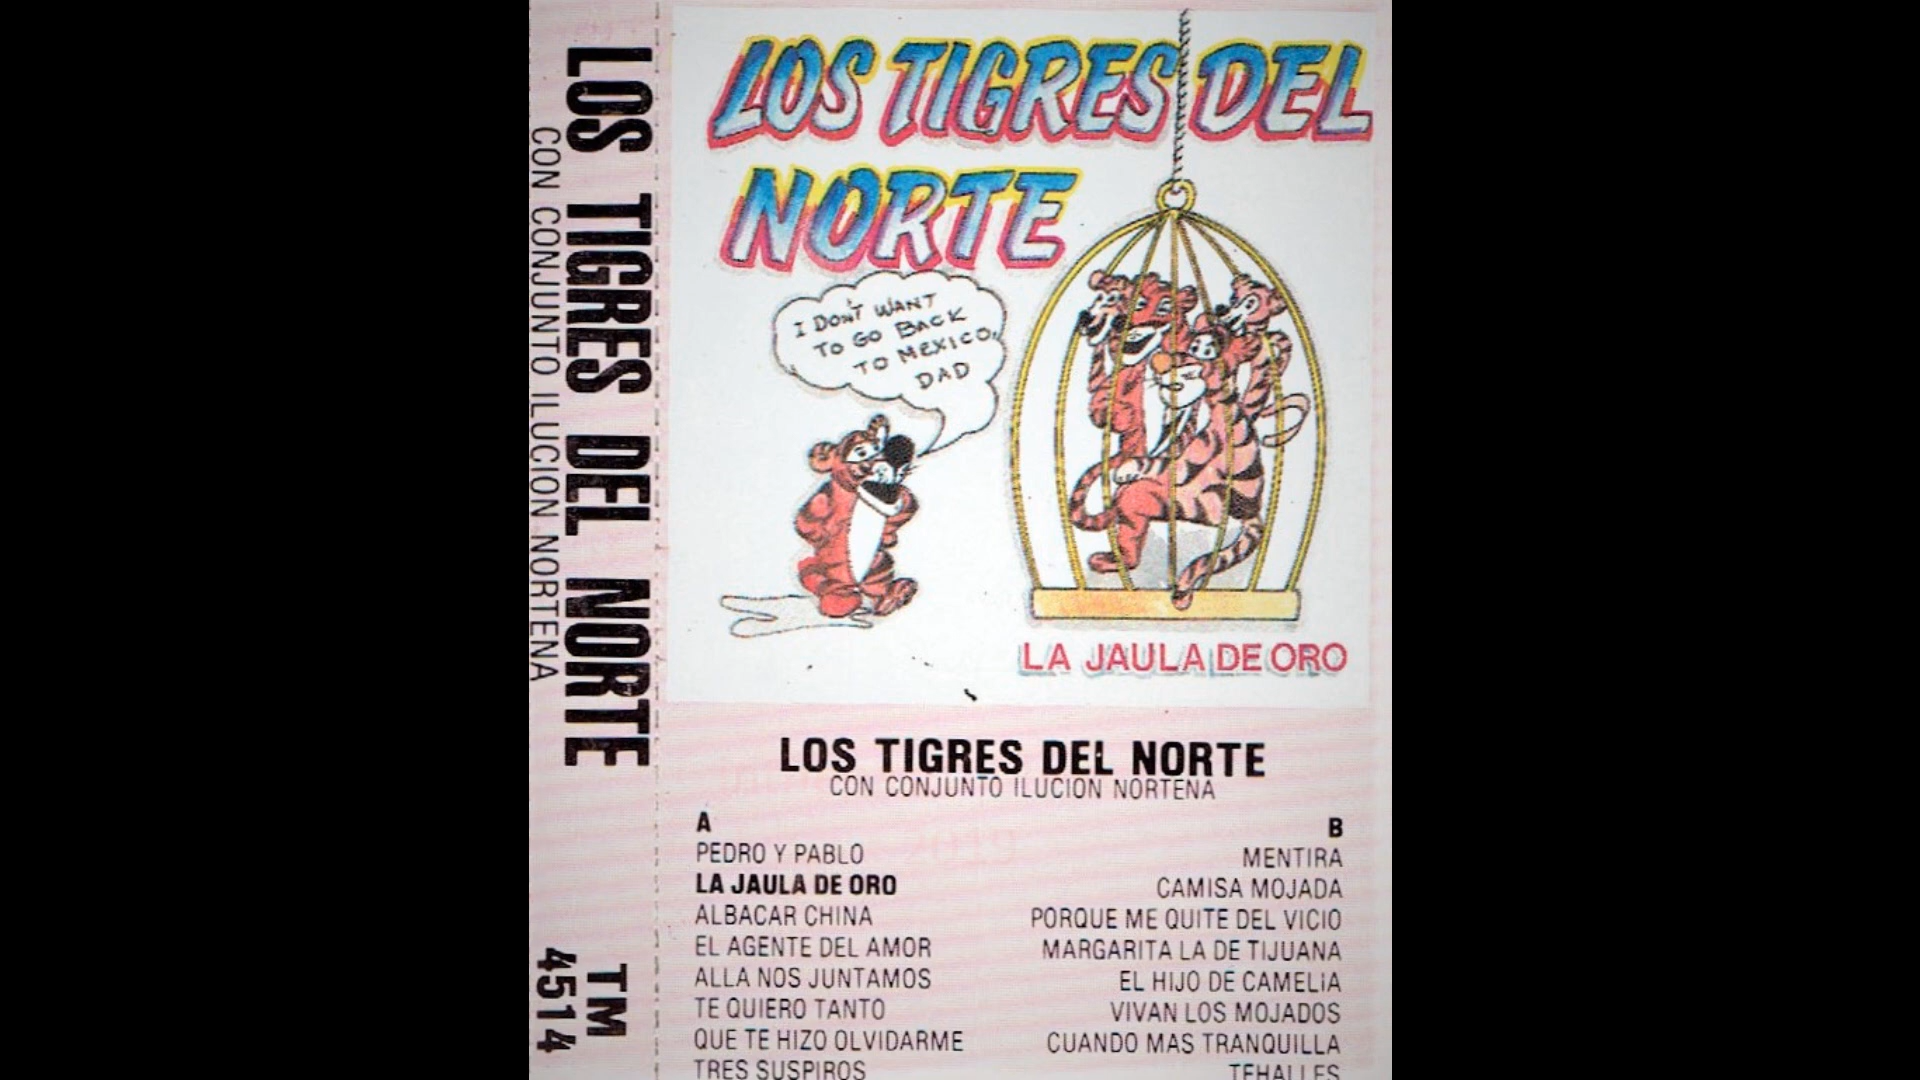 LOS TIGRES DEL NORTE
CON CONJUNTO ILUCION NORTENA
TM
4514
LOS TIGRES DEL
NORTE
I DON'T WANT
TO GO BACK
TO MEXICO,
DAD
LA JAULA DE ORO
LOS TIGRES DEL NORTE
CON CONJUNTO ILUCION NORTENA
A
PEDRO Y PABLO
LA JAULA DE ORO
ALBACAR CHINA
EL AGENTE DEL AMOR
ALLA NOS JUNTAMOS
TE QUIERO TANTO
QUE TE HIZO OLVIDARME
TRES SUSPIROS
B
MENTIRA
CAMISA MOJADA
PORQUE ME QUITE DEL VICIO
MARGARITA LA DE TIJUANA
EL HIJO DE CAMELIA
VIVAN LOS MOJADOS
CUANDO MAS TRANQUILLA
TEHALLES